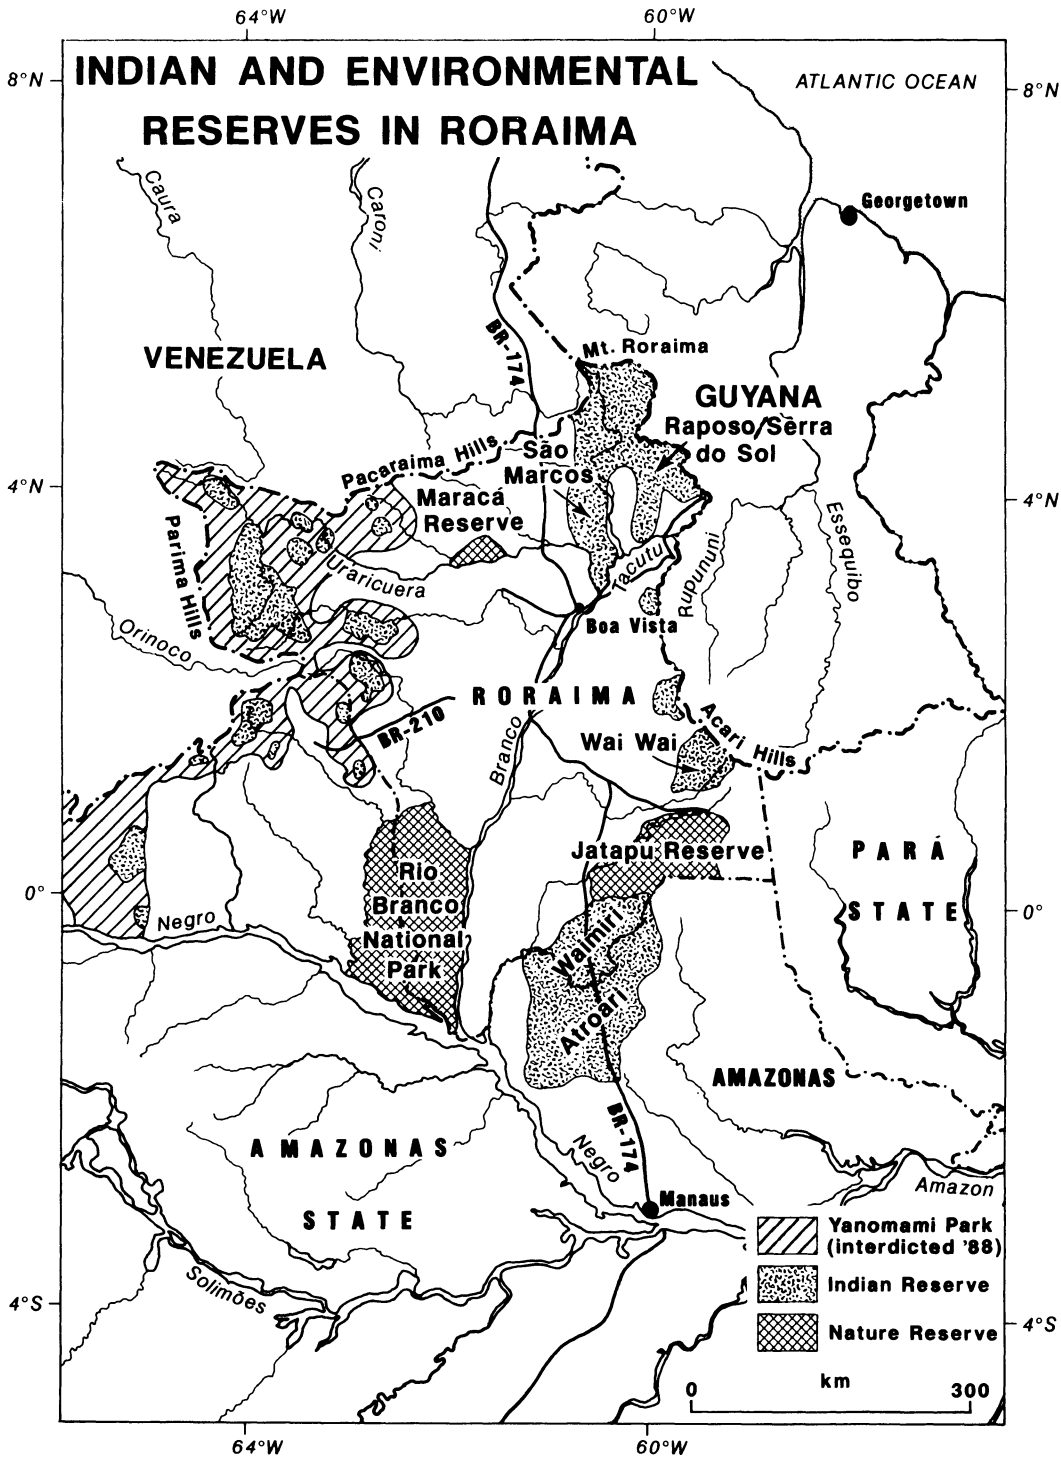 64°W
60°W
8°N
INDIAN AND ENVIRONMENTAL
RESERVES IN RORAIMA
ATLANTIC OCEAN
8°N
Caura
Caroni
Georgetown
BR-174
Mt. Roraima
VENEZUELA
GUYANA
Raposo/Serra
do Sol
Pacaraima Hills
São
Marcos
4°N
Maracá
Reserve
4°N
Parima Hills
Uraricuera
Tacutu
Rupununi
Essequibo
Orinoco
Boa Vista
RORAIMA
BR-210
Branco
Acari Hills
Wai Wai
?
Jatapu Reserve
PARÁ
STATE
Rio
Branco
National
Park
0°
0°
Negro
Waimiri
Atroari
AMAZONAS
BR-174
AMAZONAS
STATE
Negro
Manaus
Amazon
Solimões
Yanomami Park
(interdicted '88)
Indian Reserve
Nature Reserve
4°S
4°S
km
0
300
64°W
60°W